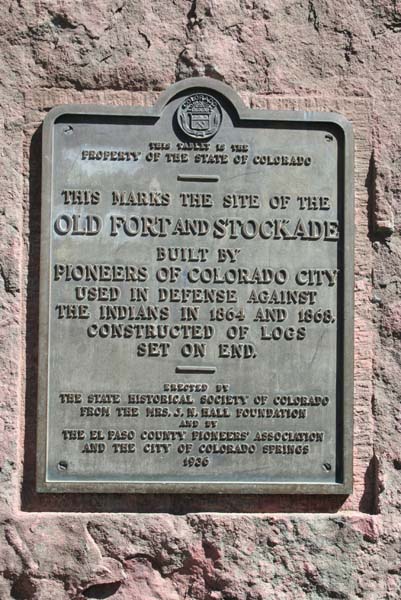 THIS TABLET IS THE
PROPERTY OF THE STATE OF COLORADO
THIS MARKS THE SITE OF THE
OLD FORT AND STOCKADE
BUILT BY
PIONEERS OF COLORADO CITY
USED IN DEFENSE AGAINST
THE INDIANS IN 1864 AND 1868.
CONSTRUCTED OF LOGS
SET ON END.
ERECTED BY
THE STATE HISTORICAL SOCIETY OF COLORADO
FROM THE MRS. J. N. HALL FOUNDATION
AND BY
THE EL PASO COUNTY PIONEERS' ASSOCIATION
AND THE CITY OF COLORADO SPRINGS
1936